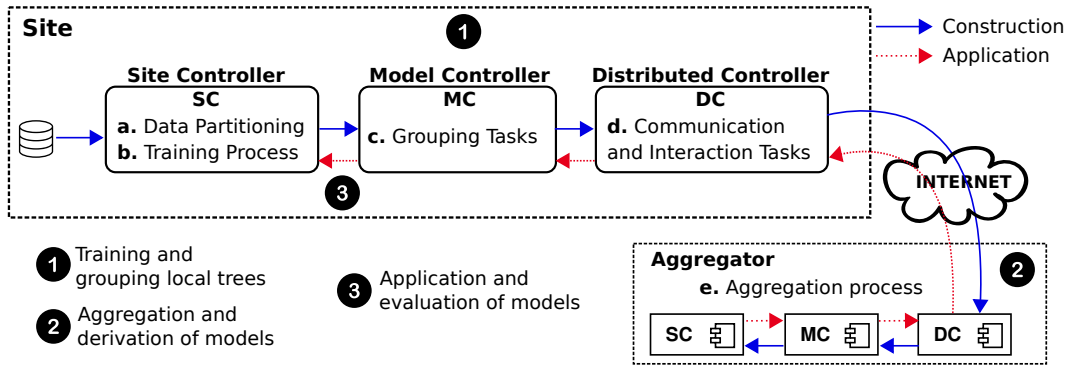 Site
1
Construction
Application
Site Controller
SC
a. Data Partitioning
b. Training Process
Model Controller
MC
c. Grouping Tasks
Distributed Controller
DC
d. Communication
and Interaction Tasks
3
INTERNET
1 Training and
grouping local trees
2 Aggregation and
derivation of models
3 Application and
evaluation of models
Aggregator
2
e. Aggregation process
SC
MC
DC